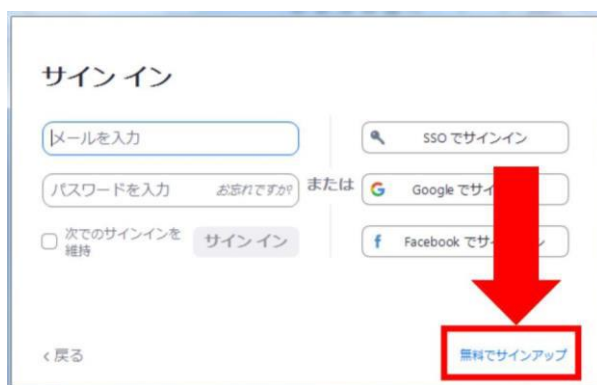 サイン イン
メールを入力
パスワードを入力 お忘れですか?
次でのサインインを
維持
サイン イン
または
SSO でサインイン
Google でサイ
Facebook でサ
< 戻る
無料でサインアップ